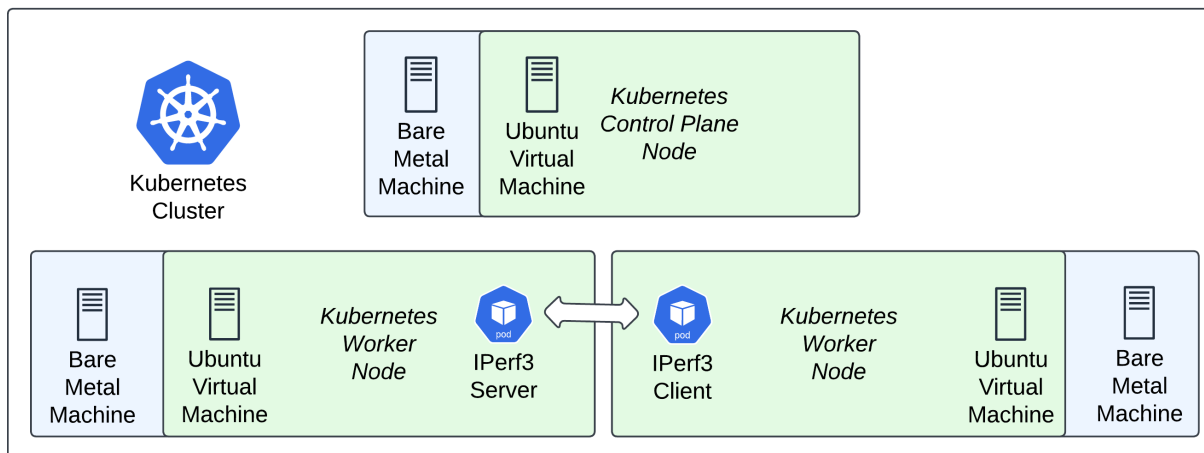 Kubernetes
Cluster
Bare
Metal
Machine
Ubuntu
Virtual
Machine
Kubernetes
Control Plane
Node
Bare
Metal
Machine
Ubuntu
Virtual
Machine
Kubernetes
Worker
Node
pod
IPerf3
Server
pod
IPerf3
Client
Kubernetes
Worker
Node
Ubuntu
Virtual
Machine
Bare
Metal
Machine